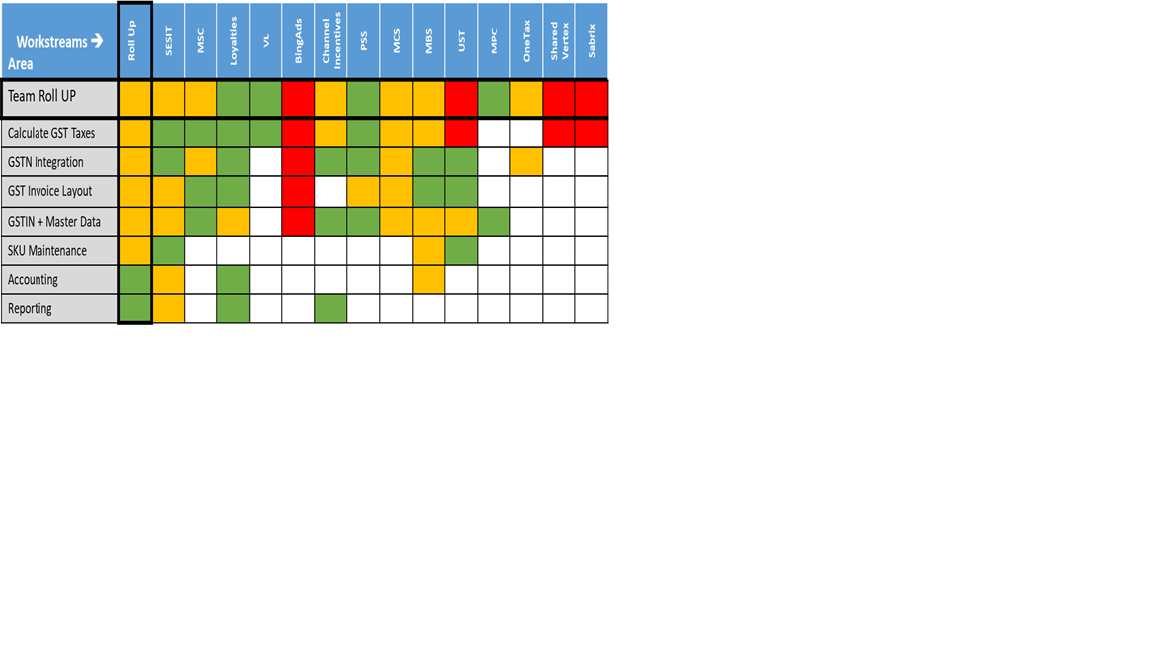 Workstreams →
Area
Roll Up
SESIT
MSC
Loyalties
VL
BingAds
Channel
Incentives
PSS
MCS
MBS
UST
MPC
OneTax
Shared
Vertex
Sabrix
Team Roll UP
Calculate GST Taxes
GSTN Integration
GST Invoice Layout
GSTIN + Master Data
SKU Maintenance
Accounting
Reporting